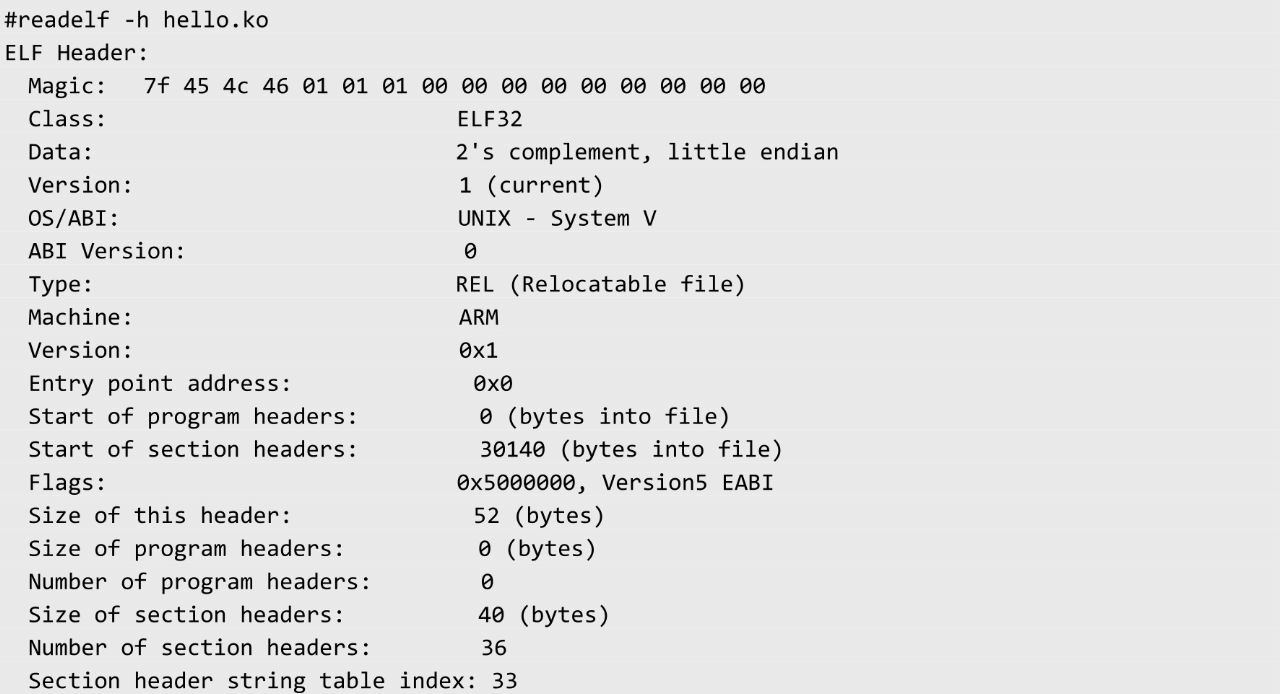 #readelf -h hello.ko
ELF Header:
  Magic:   7f 45 4c 46 01 01 01 00 00 00 00 00 00 00 00 00
  Class:                             ELF32
  Data:                              2's complement, little endian
  Version:                           1 (current)
  OS/ABI:                            UNIX - System V
  ABI Version:                       0
  Type:                              REL (Relocatable file)
  Machine:                           ARM
  Version:                           0x1
  Entry point address:               0x0
  Start of program headers:          0 (bytes into file)
  Start of section headers:          30140 (bytes into file)
  Flags:                             0x5000000, Version5 EABI
  Size of this header:               52 (bytes)
  Size of program headers:           0 (bytes)
  Number of program headers:         0
  Size of section headers:           40 (bytes)
  Number of section headers:         36
  Section header string table index: 33